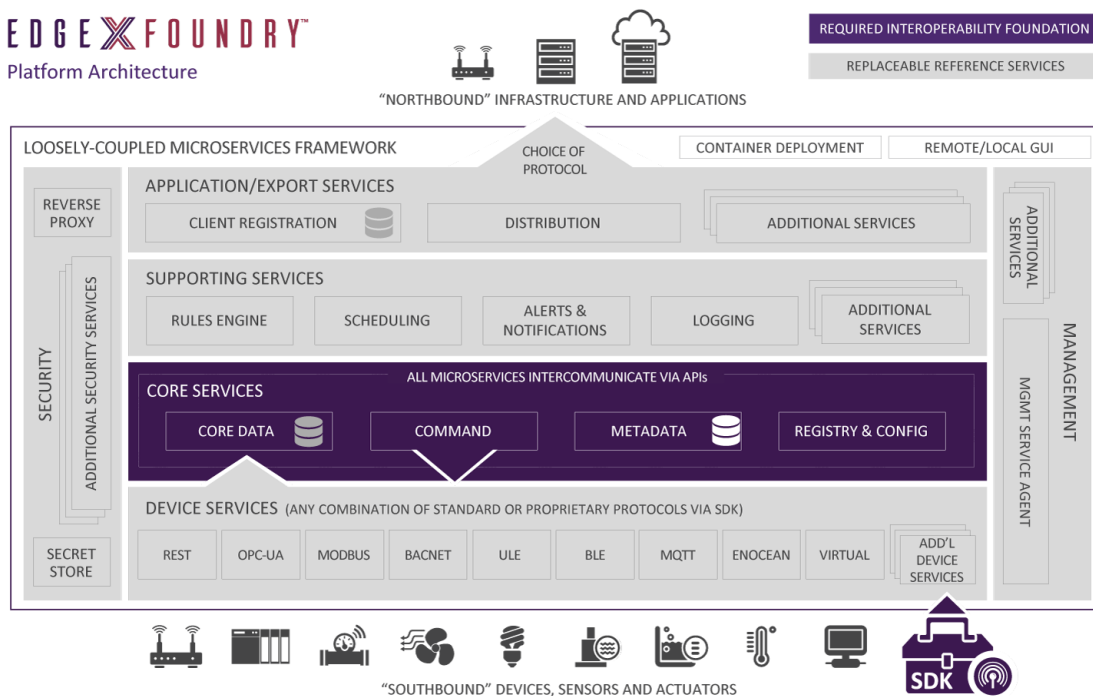 EDGE X FOUNDRY™
Platform Architecture
REQUIRED INTEROPERABILITY FOUNDATION
REPLACEABLE REFERENCE SERVICES
“NORTHBOUND” INFRASTRUCTURE AND APPLICATIONS
LOOSELY-COUPLED MICROSERVICES FRAMEWORK
CHOICE OF
PROTOCOL
CONTAINER DEPLOYMENT
REMOTE/LOCAL GUI
REVERSE
PROXY
SECURITY
ADDITIONAL SECURITY SERVICES
SECRET
STORE
APPLICATION/EXPORT SERVICES
CLIENT REGISTRATION
DISTRIBUTION
ADDITIONAL SERVICES
SUPPORTING SERVICES
RULES ENGINE
SCHEDULING
ALERTS &
NOTIFICATIONS
LOGGING
ADDITIONAL
SERVICES
ALL MICROSERVICES INTERCOMMUNICATE VIA APIs
CORE SERVICES
CORE DATA
COMMAND
METADATA
REGISTRY & CONFIG
DEVICE SERVICES (ANY COMBINATION OF STANDARD OR PROPRIETARY PROTOCOLS VIA SDK)
REST
OPC-UA
MODBUS
BACNET
ULE
BLE
MQTT
ENOCEAN
VIRTUAL
ADD’L
DEVICE
SERVICES
ADDITIONAL
SERVICES
MANAGEMENT
MGMT SERVICE AGENT
SDK
“SOUTHBOUND” DEVICES, SENSORS AND ACTUATORS